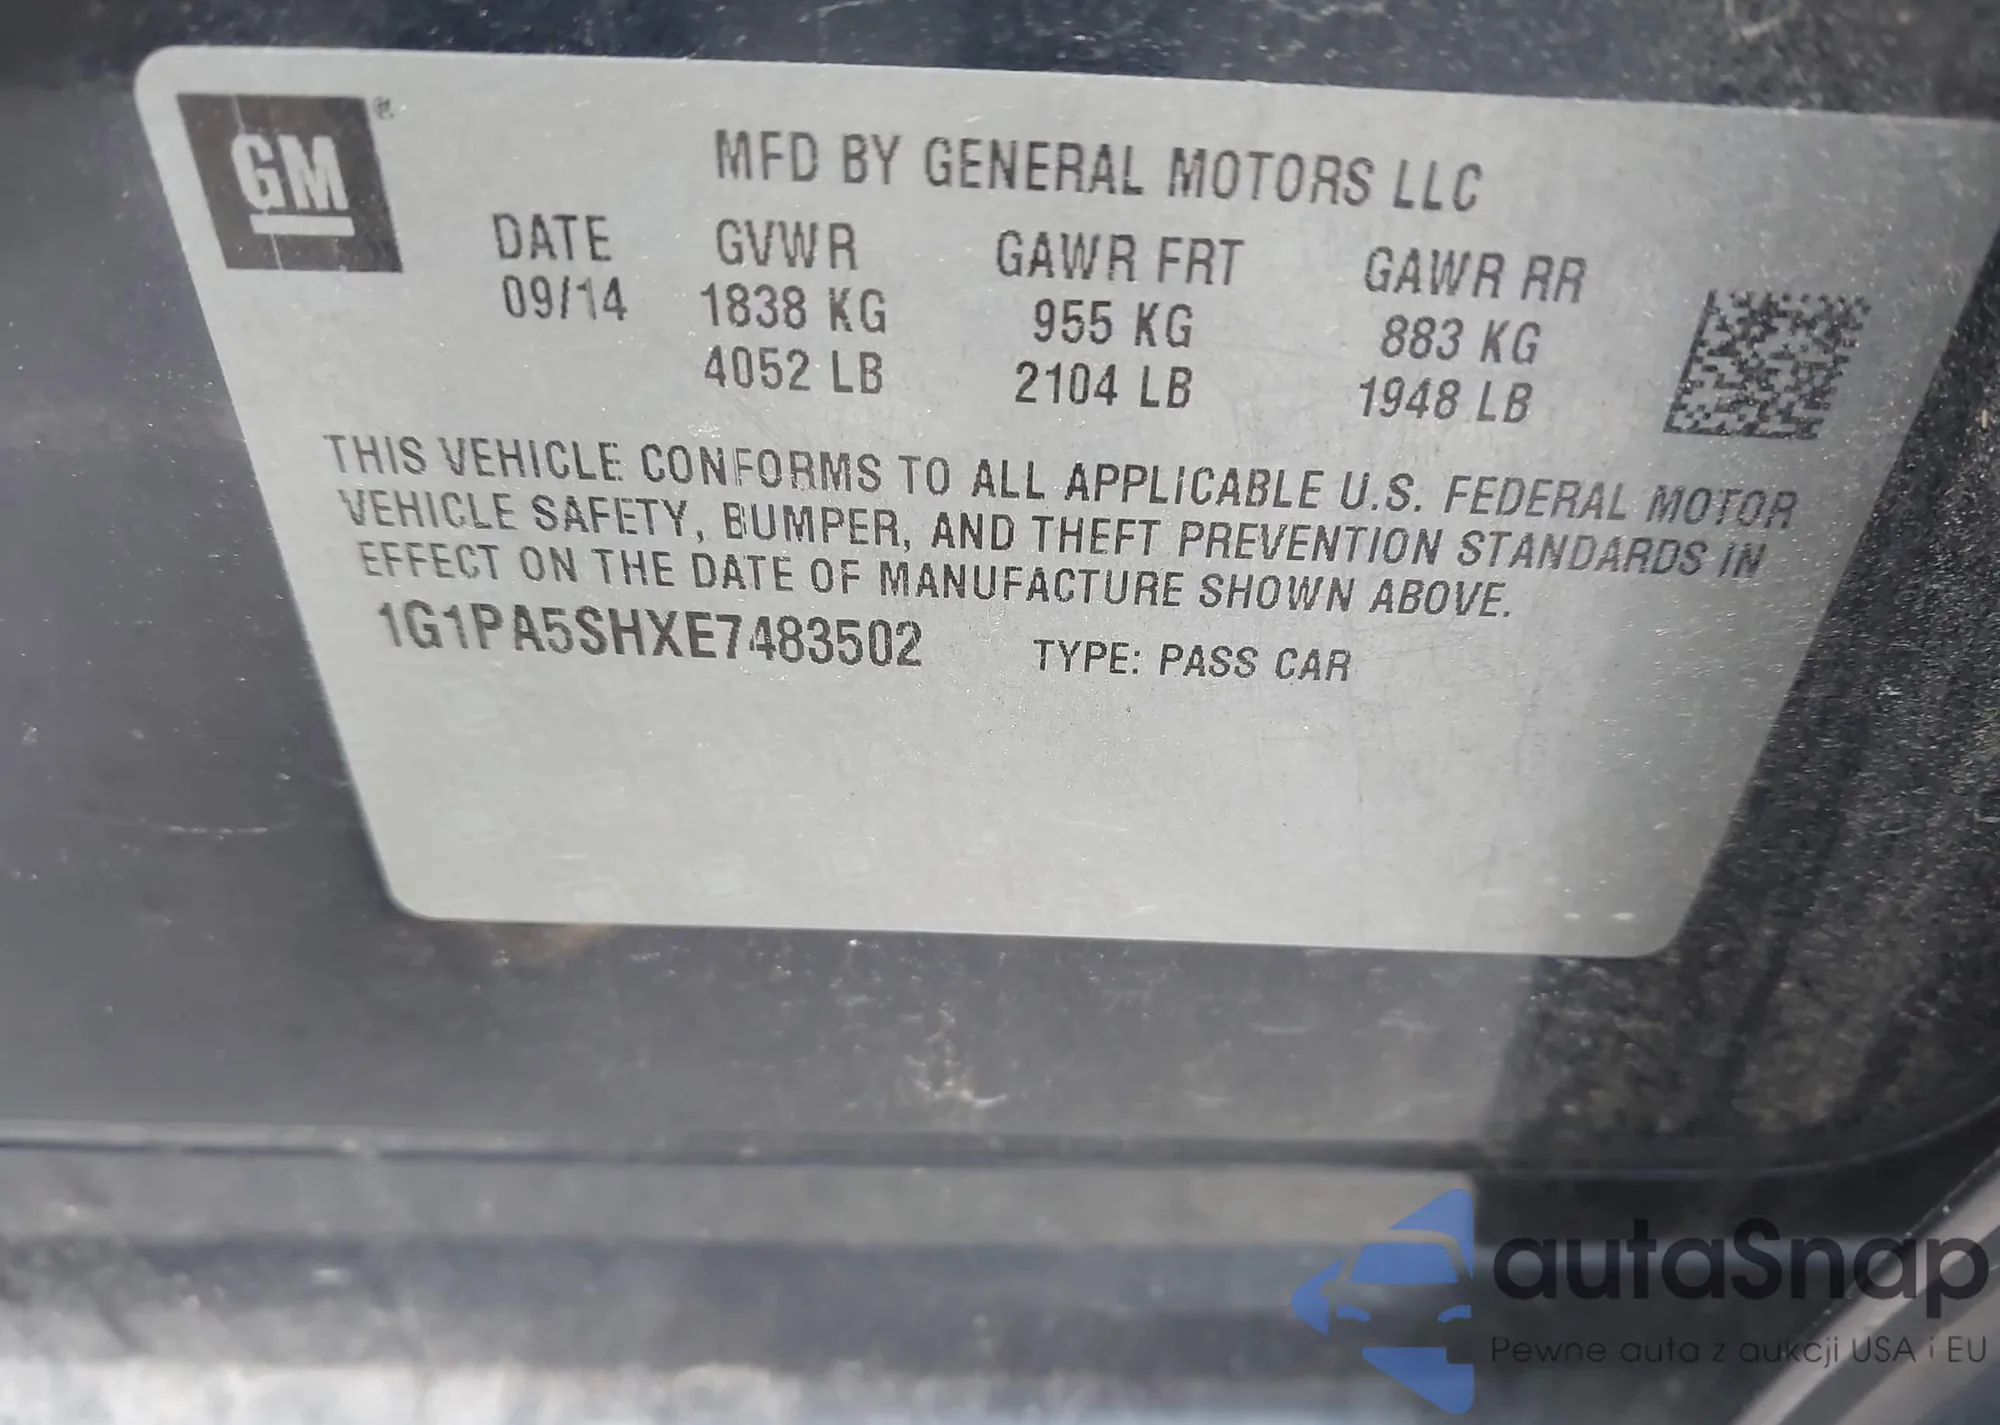 GM®
MFD BY GENERAL MOTORS LLC
DATE GVWR GAWR FRT GAWR RR
09/14 1838 KG 955 KG 883 KG
4052 LB 2104 LB 1948 LB
THIS VEHICLE CONFORMS TO ALL APPLICABLE U.S. FEDERAL MOTOR
VEHICLE SAFETY, BUMPER, AND THEFT PREVENTION STANDARDS IN
EFFECT ON THE DATE OF MANUFACTURE SHOWN ABOVE.
1G1PA5SHXE7483502 TYPE: PASS CAR
autaSnap
Pewne auta z aukcji USA i EU